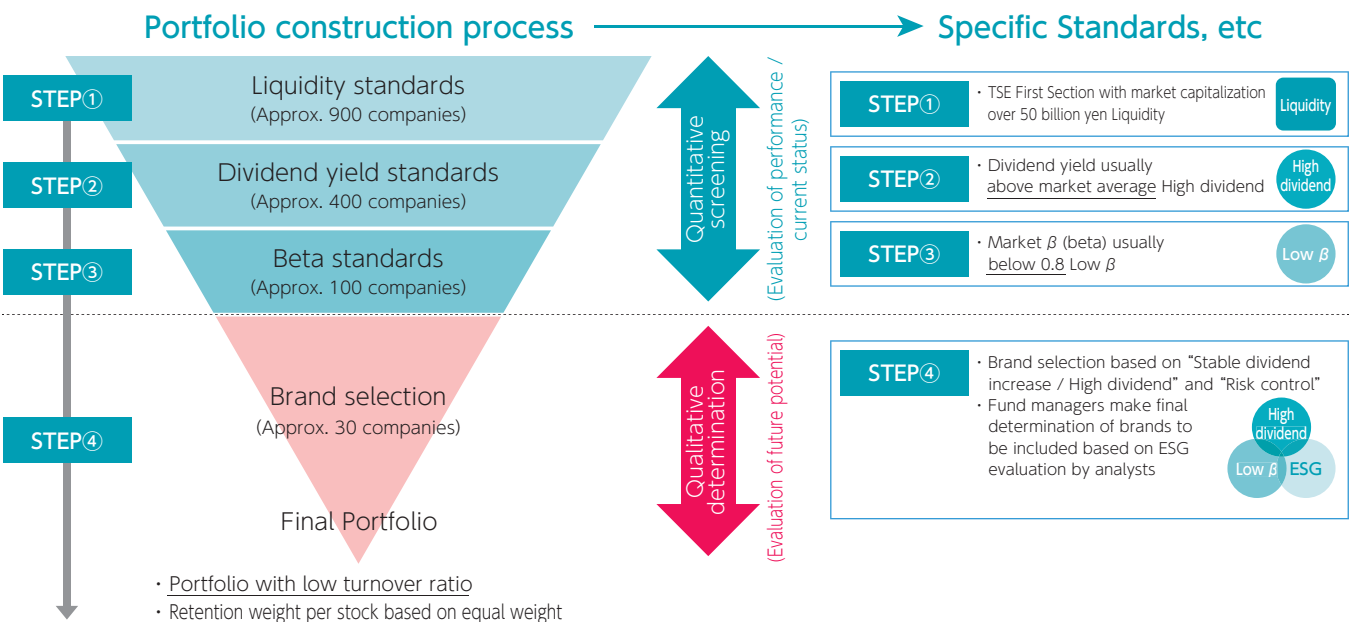 Portfolio construction process
Specific Standards, etc
STEP①
Liquidity standards
(Approx. 900 companies)
STEP②
Dividend yield standards
(Approx. 400 companies)
STEP③
Beta standards
(Approx. 100 companies)
STEP④
Brand selection
(Approx. 30 companies)
Final Portfolio
・Portfolio with low turnover ratio
・Retention weight per stock based on equal weight
Quantitative
screening
(Evaluation of performance /
current status)
Qualitative
determination
(Evaluation of future potential)
STEP①
・TSE First Section with market capitalization
over 50 billion yen Liquidity
Liquidity
STEP②
・Dividend yield usually
above market average High dividend
High
dividend
STEP③
・Market β (beta) usually
below 0.8 Low β
Low β
STEP④
・Brand selection based on “Stable dividend
increase / High dividend” and “Risk control”
・Fund managers make final
determination of brands to
be included based on ESG
evaluation by analysts
High
dividend
Low β
ESG